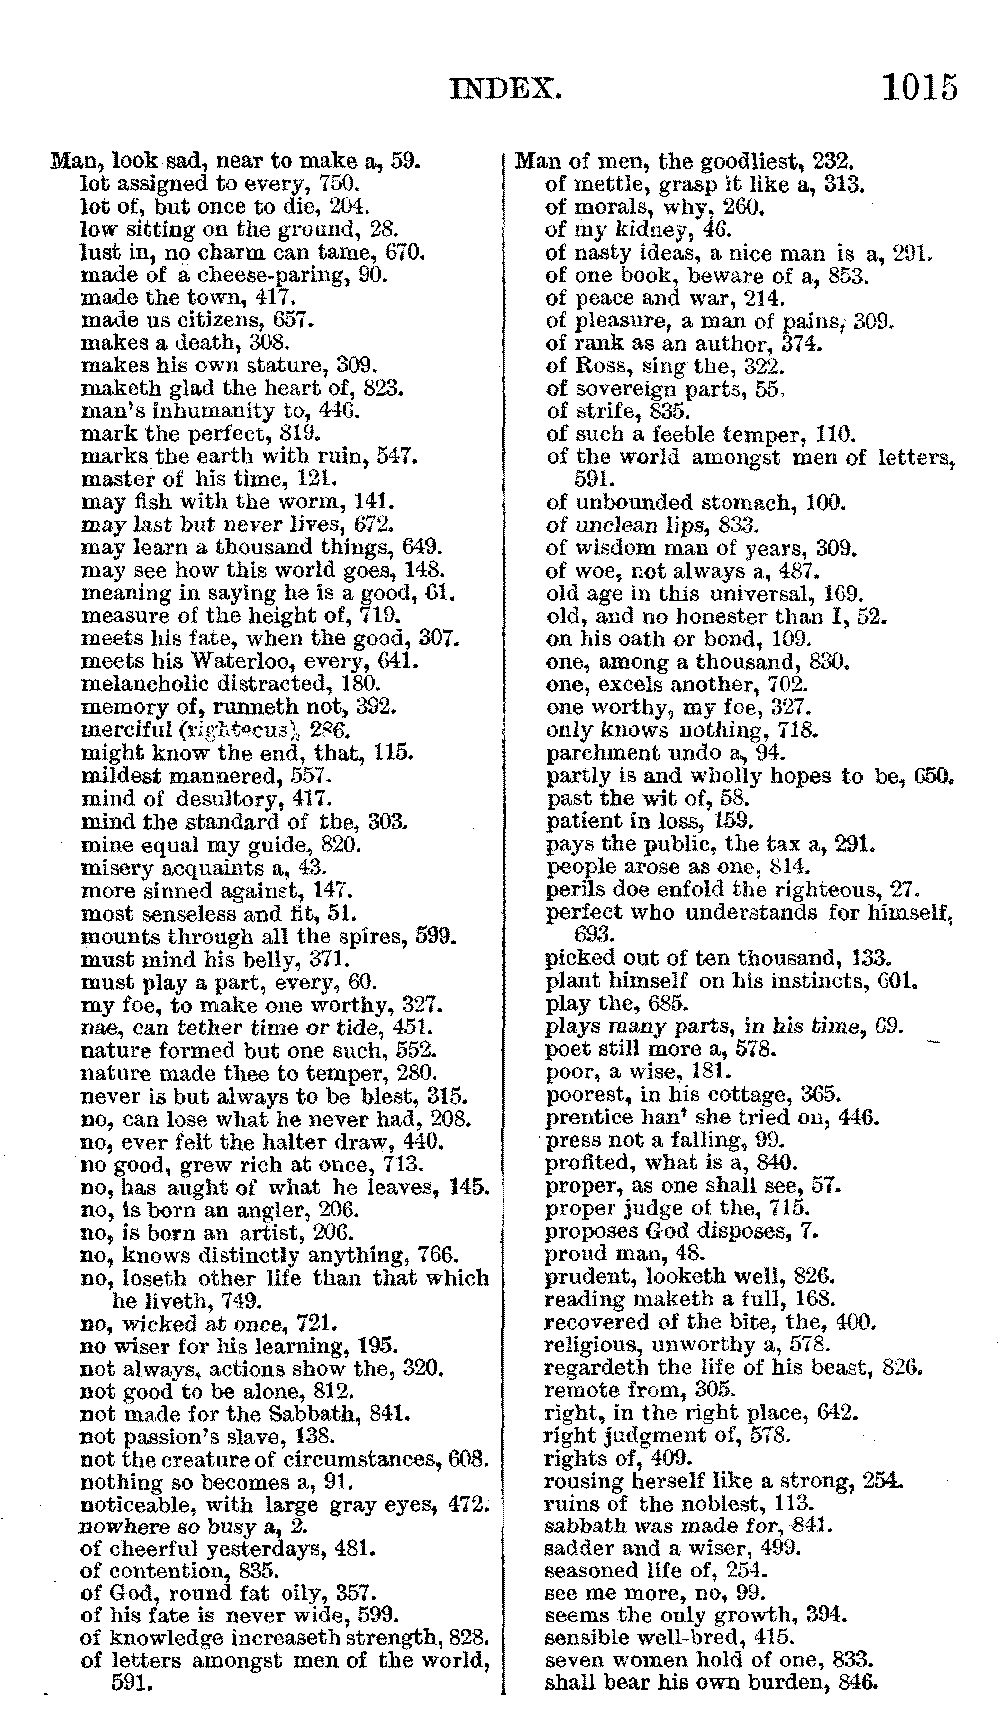 INDEX. 1015
Man, look sad, near to make a, 59.
lot assigned to every, 750.
lot of, but once to die, 204.
low sitting on the ground, 28.
lust in, no charm can tame, 670.
made of a cheese-paring, 90.
made the town, 417.
made us citizens, 657.
makes a death, 308.
makes his own stature, 309.
maketh glad the heart of, 823.
man's inhumanity to, 446.
mark the perfect, 819.
marks the earth with ruin, 547.
master of his time, 121.
may fish with the worm, 141.
may last but never lives, 672.
may learn a thousand things, 649.
may see how this world goes, 148.
meaning in saying he is a good, 61.
measure of the height of, 719.
meets his fate, when the good, 307.
meets his Waterloo, every, 641.
melancholic distracted, 180.
memory of, runneth not, 392.
merciful (righteous), 286.
might know the end, that, 115.
mildest mannered, 557.
mind of desultory, 417.
mind the standard of the, 303.
mine equal my guide, 820.
misery acquaints a, 43.
more sinned against, 147.
most senseless and fit, 51.
mounts through all the spires, 599.
must mind his belly, 371.
must play a part, every, 60.
my foe, to make one worthy, 327.
nae, can tether time or tide, 451.
nature formed but one such, 552.
nature made thee to temper, 280.
never is but always to be blest, 315.
no, can lose what he never had, 208.
no, ever felt the halter draw, 440.
no good, grew rich at once, 713.
no, has aught of what he leaves, 145.
no, is born an angler, 206.
no, is born an artist, 206.
no, knows distinctly anything, 766.
no, loseth other life than that which
he liveth, 749.
no, wicked at once, 721.
no wiser for his learning, 195.
not always, actions show the, 320.
not good to be alone, 812.
not made for the Sabbath, 841.
not passion's slave, 138.
not the creature of circumstances, 608.
nothing so becomes a, 91.
noticeable, with large gray eyes, 472.
nowhere so busy a, 2.
of cheerful yesterdays, 481.
of contention, 835.
of God, round fat oily, 357.
of his fate is never wide, 599.
of knowledge increaseth strength, 828.
of letters amongst men of the world,
591.
Man of men, the goodliest, 232.
of mettle, grasp it like a, 313.
of morals, why, 260.
of my kidney, 46.
of nasty ideas, a nice man is a, 291.
of one book, beware of a, 853.
of peace and war, 214.
of pleasure, a man of pains, 309.
of rank as an author, 374.
of Ross, sing the, 322.
of sovereign parts, 55.
of strife, 835.
of such a feeble temper, 110.
of the world amongst men of letters,
591.
of unbounded stomach, 100.
of unclean lips, 833.
of wisdom man of years, 309.
of woe, not always a, 487.
old age in this universal, 169.
old, and no honester than I, 52.
on his oath or bond, 109.
one, among a thousand, 830.
one, excels another, 702.
one worthy, my foe, 327.
only knows nothing, 718.
parchment undo a, 94.
partly is and wholly hopes to be, 650.
past the wit of, 58.
patient in loss, 159.
pays the public, the tax a, 291.
people arose as one, 814.
perils doe enfold the righteous, 27.
perfect who understands for himself,
693.
picked out of ten thousand, 133.
plant himself on his instincts, 601.
play the, 685.
plays many parts, in his time, 69.
poet still more a, 578.
poor, a wise, 181.
poorest, in his cottage, 365.
prentice han' she tried on, 446.
press not a falling, 99.
profited, what is a, 840.
proper, as one shall see, 57.
proper judge of the, 715.
proposes God disposes, 7.
proud man, 48.
prudent, looketh well, 826.
reading maketh a full, 168.
recovered of the bite, the, 400.
religious, unworthy a, 578.
regardeth the life of his beast, 826.
remote from, 305.
right, in the right place, 642.
right judgment of, 578.
rights of, 409.
rousing herself like a strong, 254.
ruins of the noblest, 113.
sabbath was made for, 841.
sadder and a wiser, 499.
seasoned life of, 254.
see me more, no, 99.
seems the only growth, 394.
sensible well-bred, 415.
seven women hold of one, 833.
shall bear his own burden, 846.